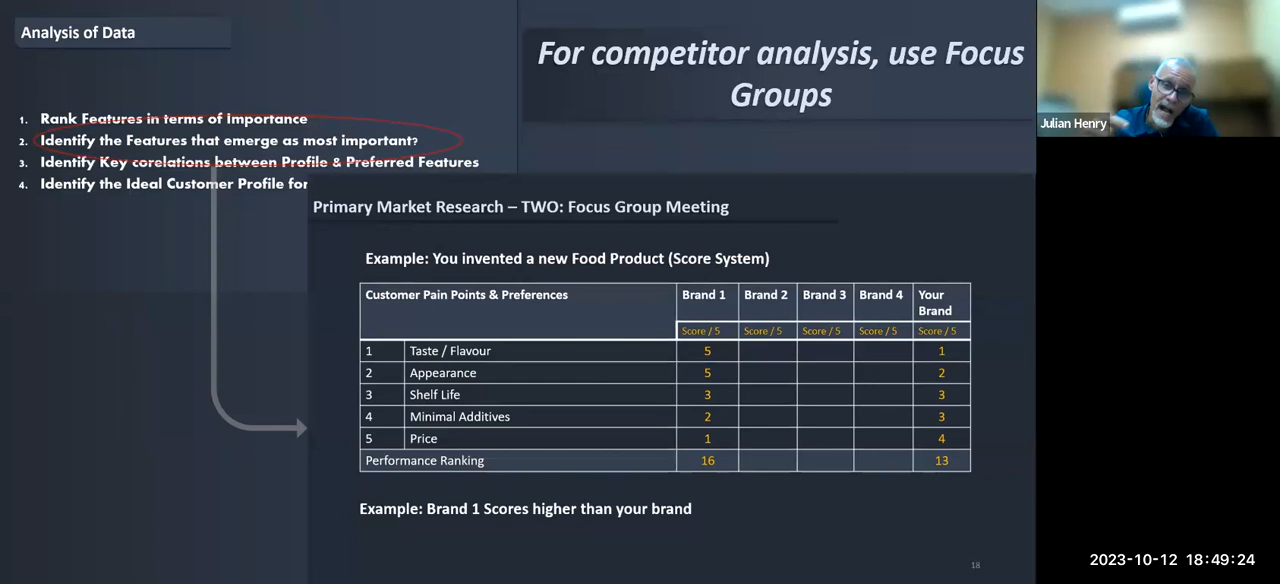 Analysis of Data
For competitor analysis, use Focus
Groups
1. Rank Features in terms of Importance
2. Identify the Features that emerge as most important?
3. Identify Key corelations between Profile & Preferred Features
4. Identify the Ideal Customer Profile for
Julian Henry
Primary Market Research – TWO: Focus Group Meeting
Example: You invented a new Food Product (Score System)
Customer Pain Points & Preferences Brand 1 Brand 2 Brand 3 Brand 4 Your
Brand
Score / 5 Score / 5 Score / 5 Score / 5 Score / 5
1 Taste / Flavour 5 1
2 Appearance 5 2
3 Shelf Life 3 3
4 Minimal Additives 2 3
5 Price 1 4
Performance Ranking 16 13
Example: Brand 1 Scores higher than your brand
18
2023-10-12 18:49:24